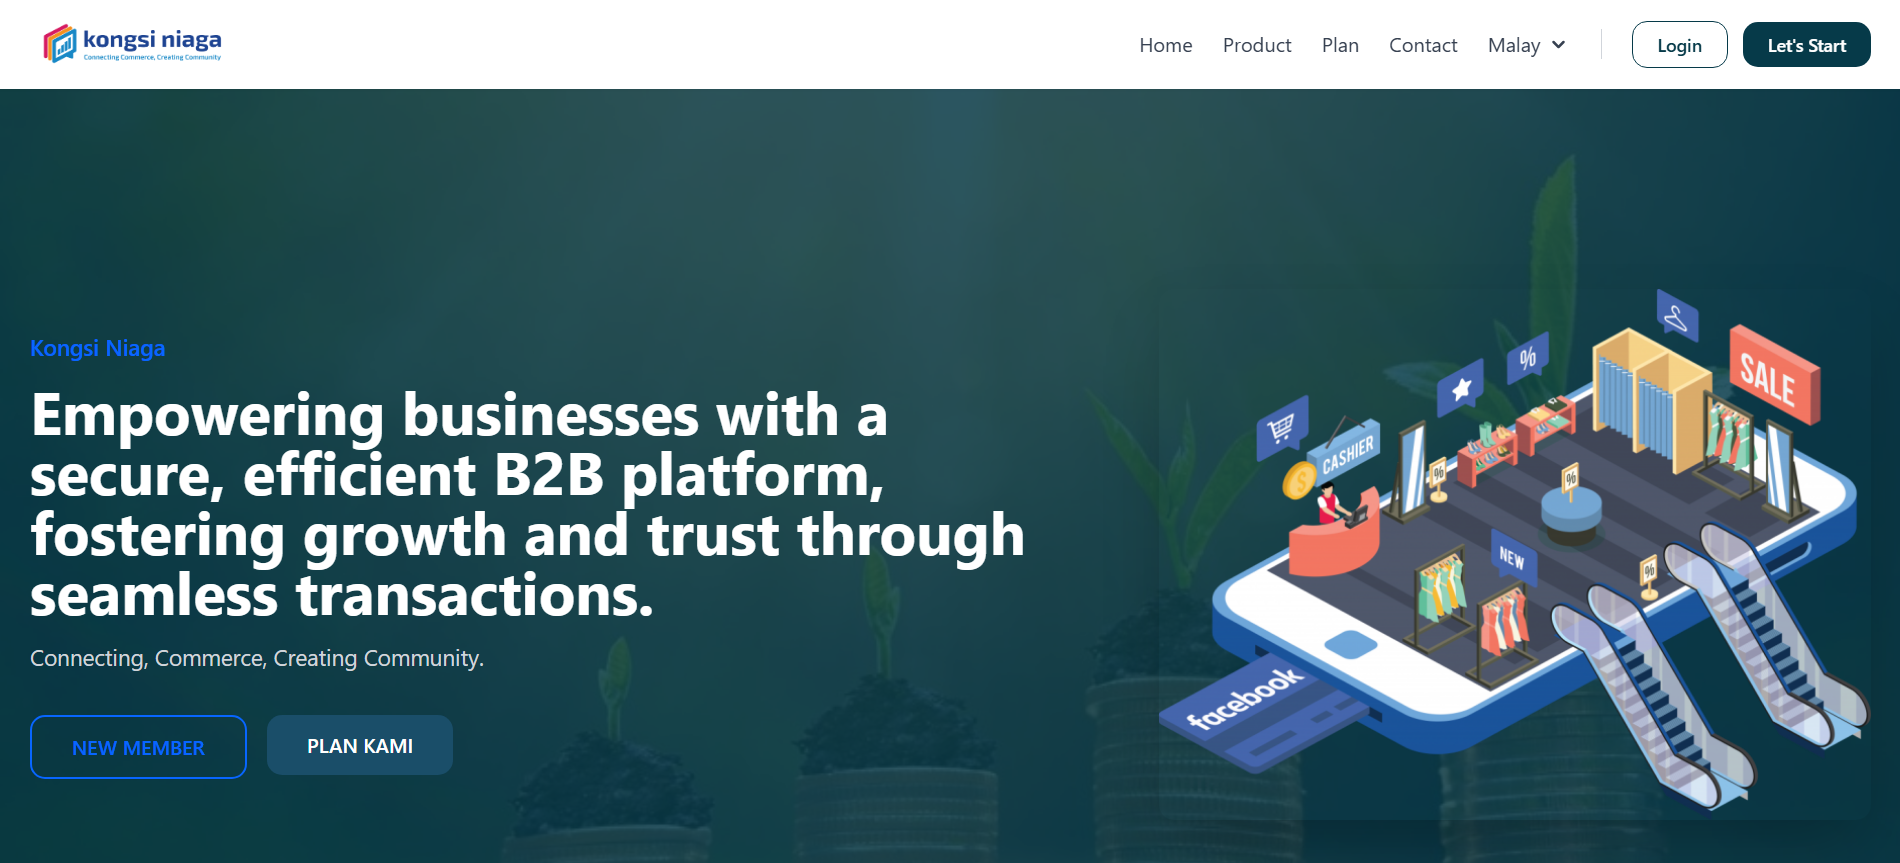 kongsi niaga
Connecting Commerce, Creating Community
Home Product Plan Contact Malay Login Let's Start
Kongsi Niaga
Empowering businesses with a
secure, efficient B2B platform,
fostering growth and trust through
seamless transactions.
Connecting, Commerce, Creating Community.
NEW MEMBER PLAN KAMI
%
SALE
CASHIER
$
%
%
NEW
%
facebook